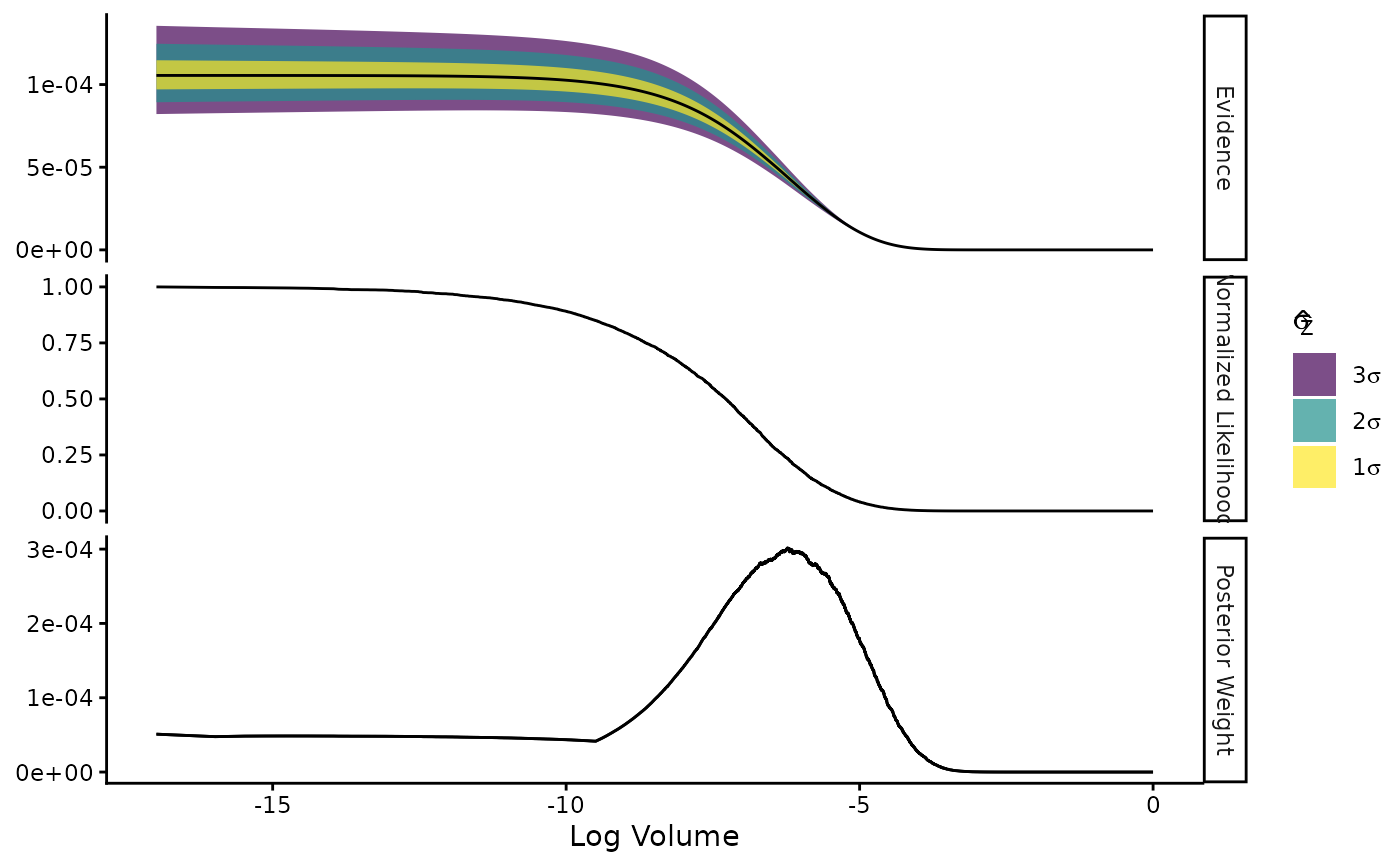 1e-04
5e-05
0e+00
Evidence
1.00
0.75
0.50
0.25
0.00
Normalized Likelihood
3e-04
2e-04
1e-04
0e+00
Posterior Weight
-15
-10
-5
0
Log Volume
σ̂Z
3σ
2σ
1σ